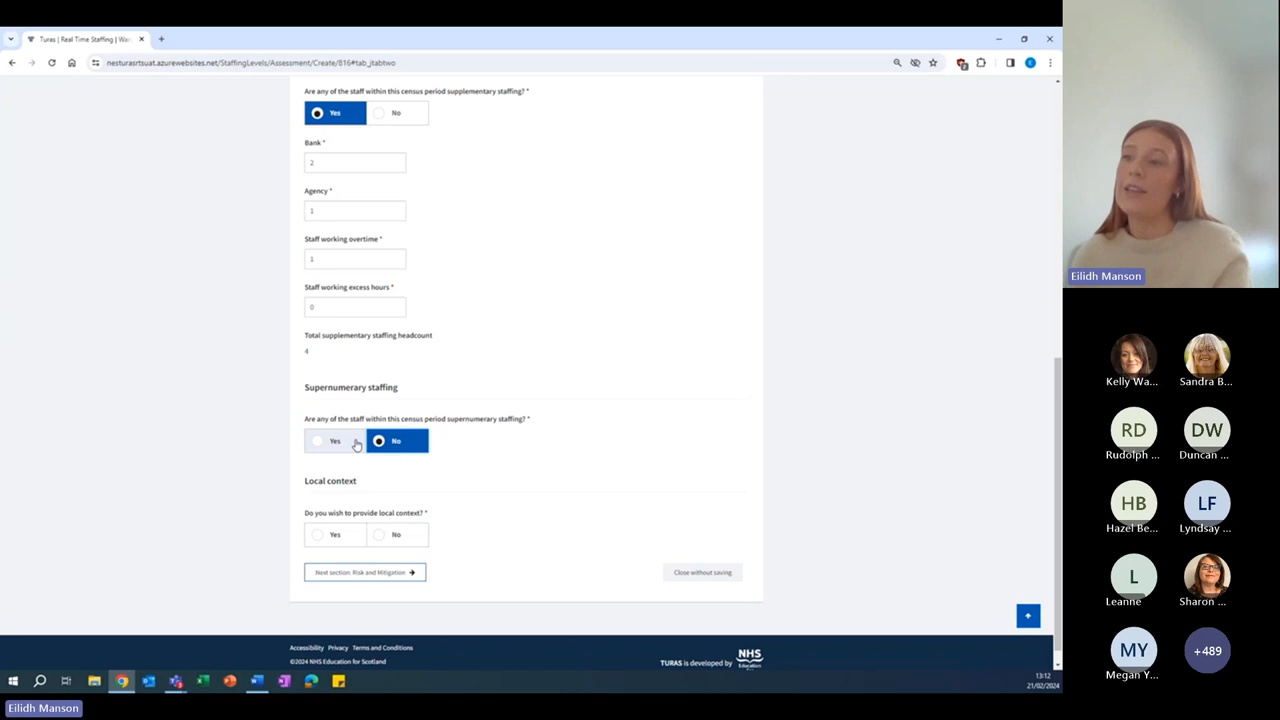 Turas | Real Time Staffing | War
nesturasrtsuat.azurewebsites.net/StaffingLevels/Assessment/Create/816#tab_jtabtwo
Are any of the staff within this census period supplementary staffing? *
Yes No
Bank *
2
Agency *
1
Staff working overtime *
1
Staff working excess hours *
0
Total supplementary staffing headcount
4
Supernumerary staffing
Are any of the staff within this census period supernumerary staffing? *
Yes No
Local context
Do you wish to provide local context? *
Yes No
Next section: Risk and Mitigation →
Close without saving
Accessibility Privacy Terms and Conditions
©2024 NHS Education for Scotland
TURAS is developed by
NHS
Education
13:12
21/02/2024
Eilidh Manson
Eilidh Manson
Kelly Wa... Sandra B...
RD DW
Rudolph ... Duncan ...
HB LF
Hazel Be... Lyndsay ...
L
Leanne Sharon ...
MY +489
Megan Y...